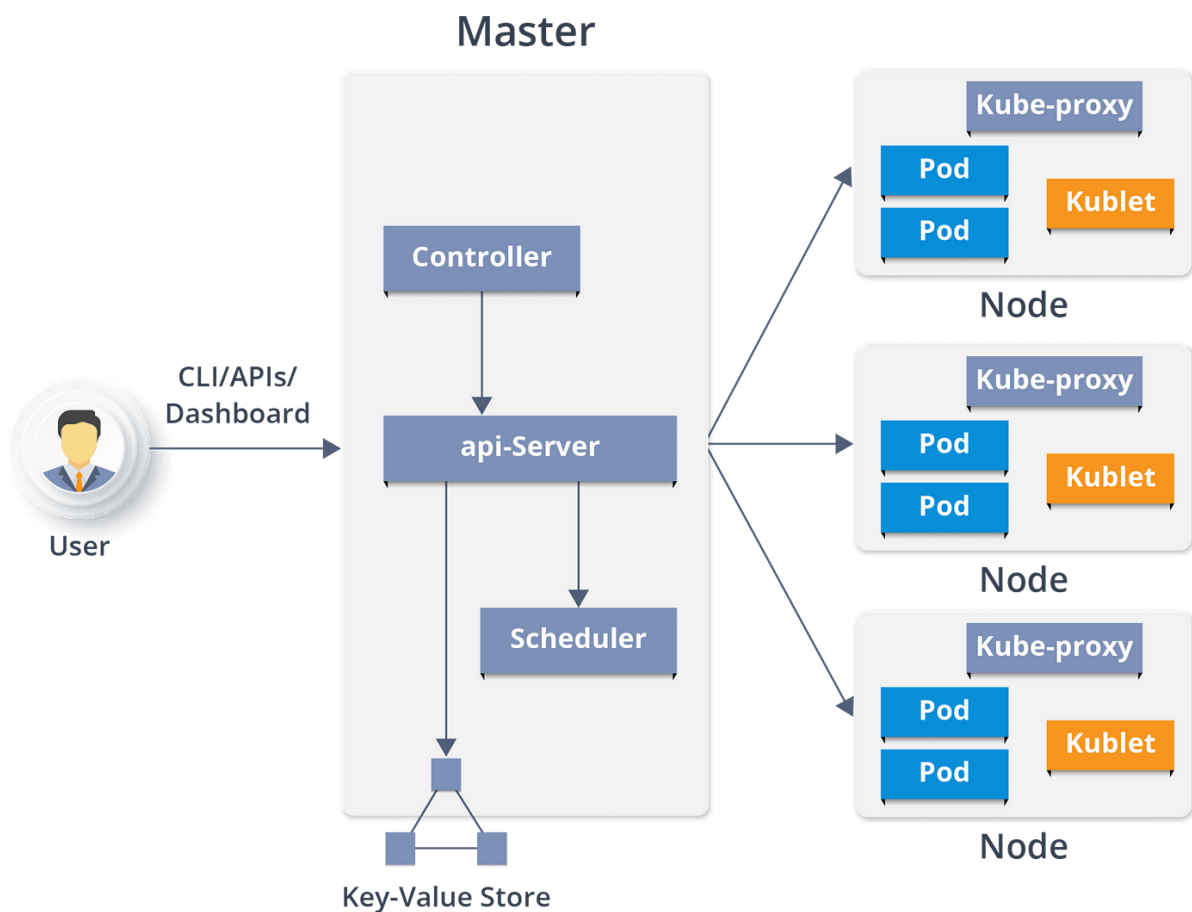 Master
CLI/APIs/
Dashboard
User
Controller
api-Server
Scheduler
Key-Value Store
Kube-proxy
Pod
Kublet
Pod
Node
Kube-proxy
Pod
Kublet
Pod
Node
Kube-proxy
Pod
Kublet
Pod
Node